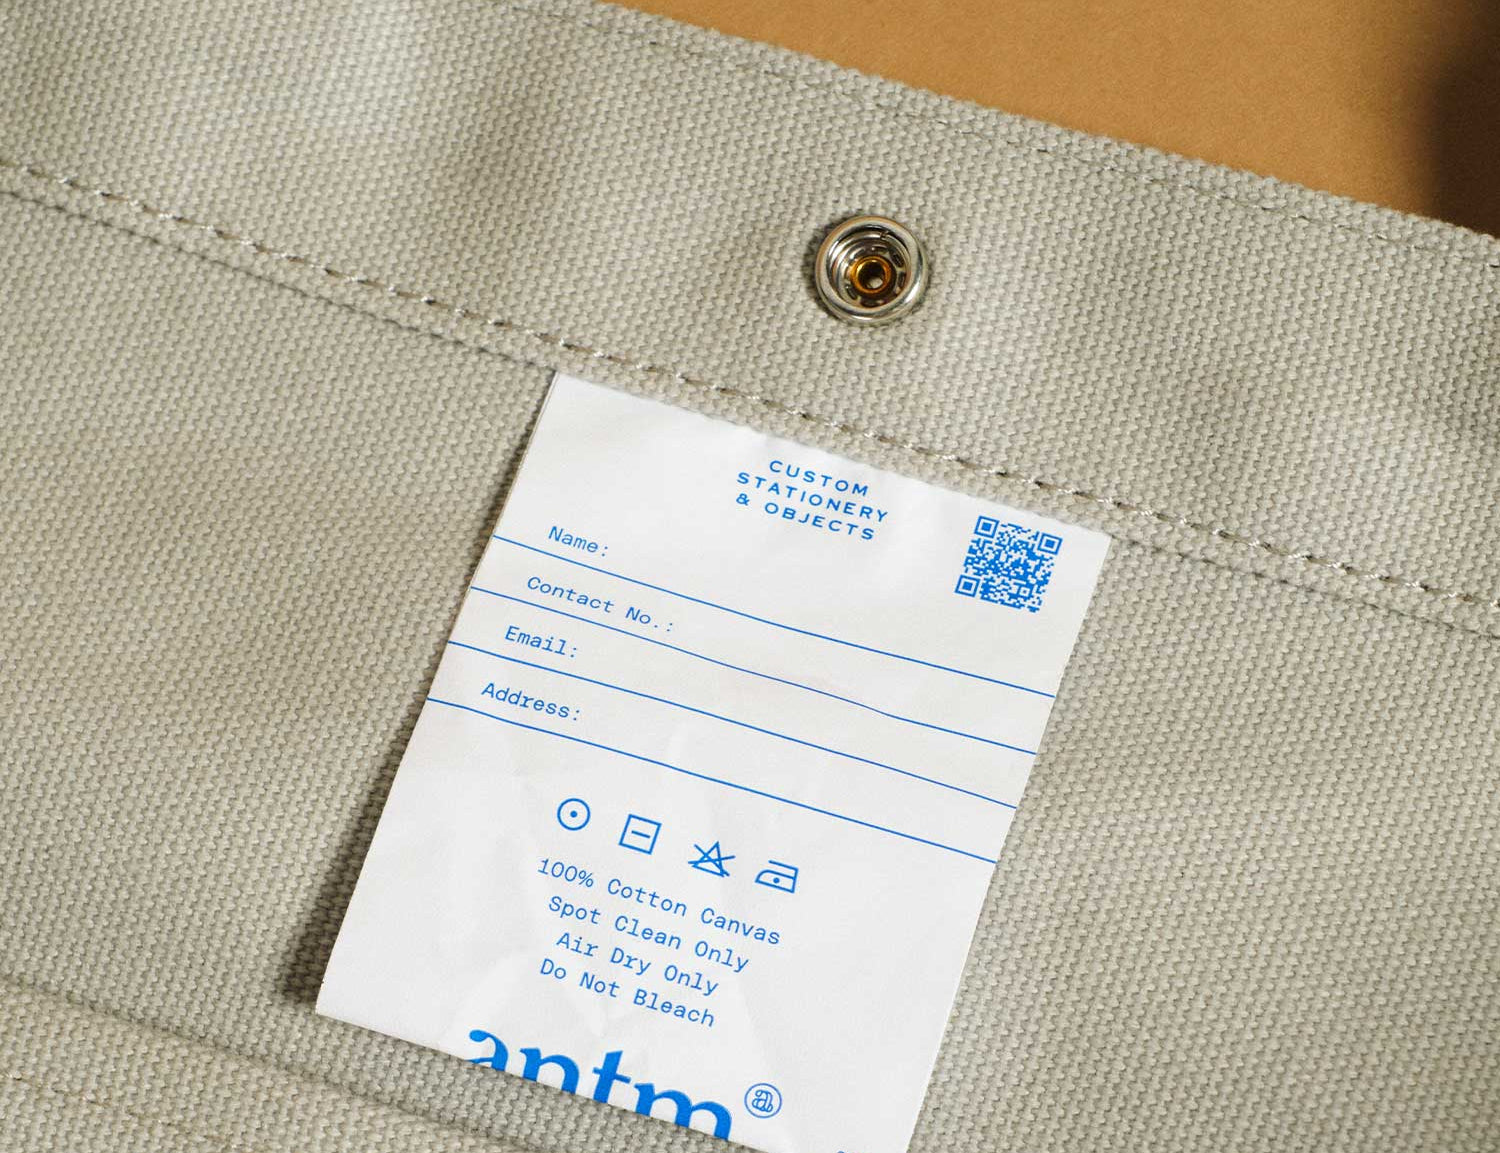 CUSTOM
STATIONERY
& OBJECTS
Name:
Contact No.:
Email:
Address:
100% Cotton Canvas
Spot Clean Only
Air Dry Only
Do Not Bleach
antm
a